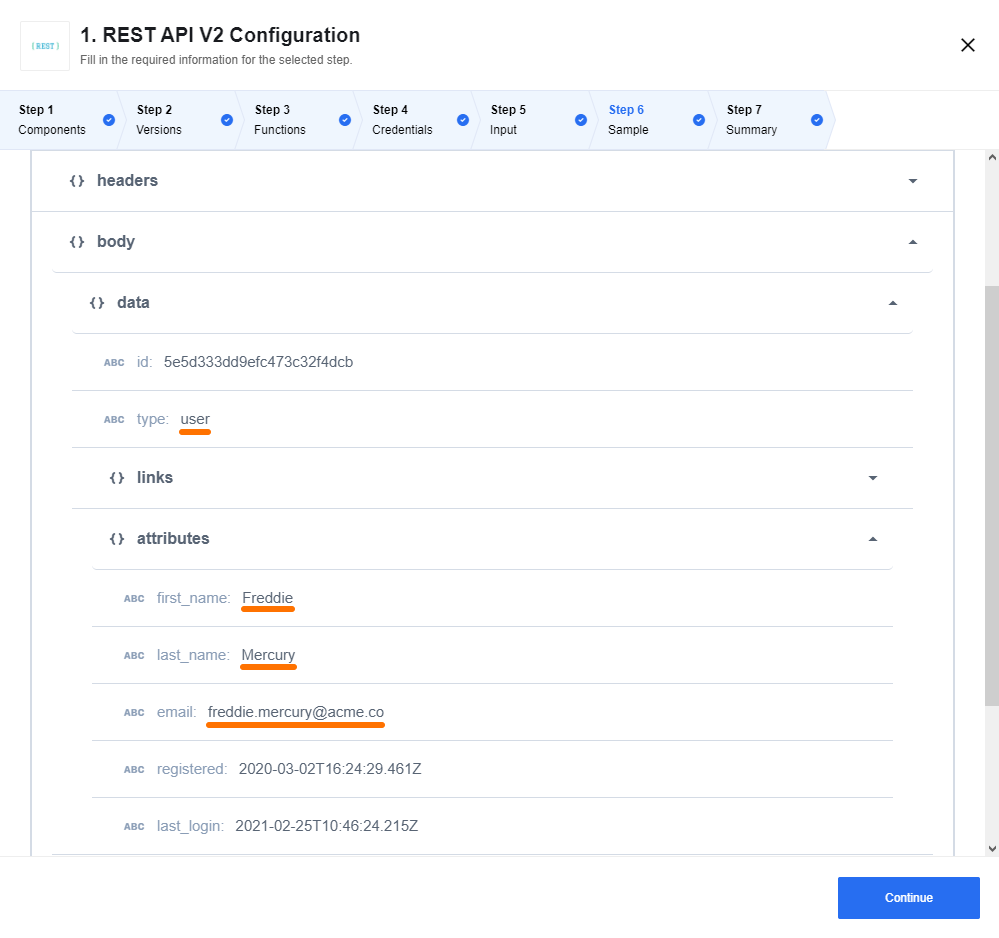 { REST }
1. REST API V2 Configuration
Fill in the required information for the selected step.
Step 1
Components
Step 2
Versions
Step 3
Functions
Step 4
Credentials
Step 5
Input
Step 6
Sample
Step 7
Summary
{} headers
{} body
{} data
ABC id: 5e5d333dd9efc473c32f4dcb
ABC type: user
{} links
{} attributes
ABC first_name: Freddie
ABC last_name: Mercury
ABC email: freddie.mercury@acme.co
ABC registered: 2020-03-02T16:24:29.461Z
ABC last_login: 2021-02-25T10:46:24.215Z
Continue